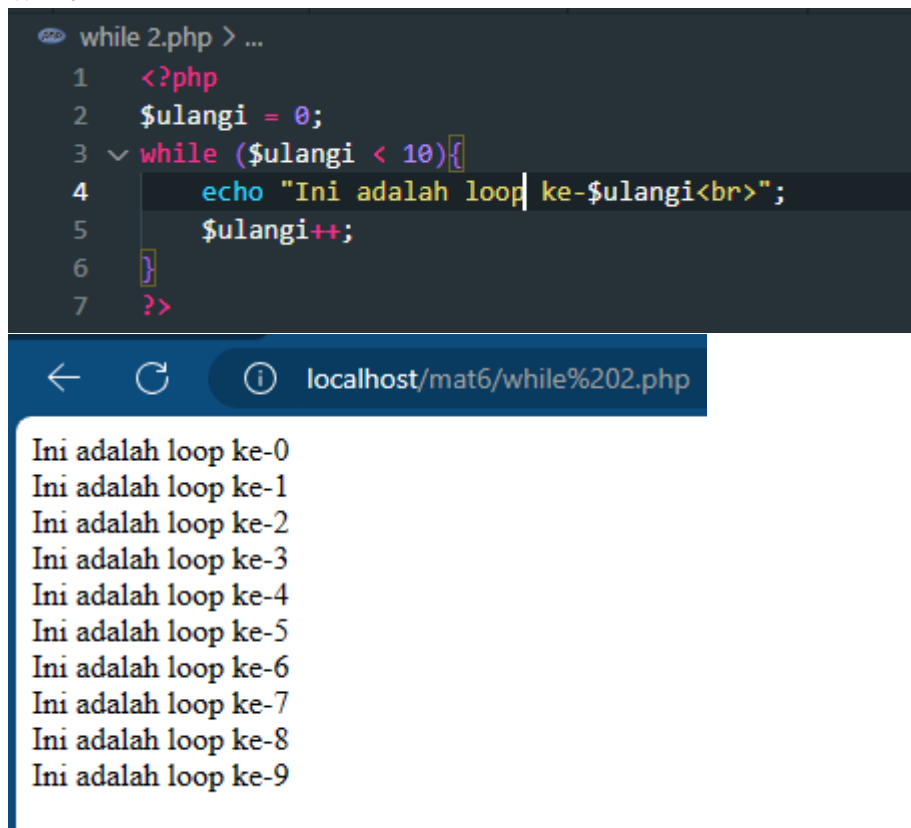 while 2.php > ...
1 <?php
2 $ulangi = 0;
3 while ($ulangi < 10){
4 echo "Ini adalah loop ke-$ulangi<br>";
5 $ulangi++;
6 }
7 ?>
localhost/mat6/while%202.php
Ini adalah loop ke-0
Ini adalah loop ke-1
Ini adalah loop ke-2
Ini adalah loop ke-3
Ini adalah loop ke-4
Ini adalah loop ke-5
Ini adalah loop ke-6
Ini adalah loop ke-7
Ini adalah loop ke-8
Ini adalah loop ke-9